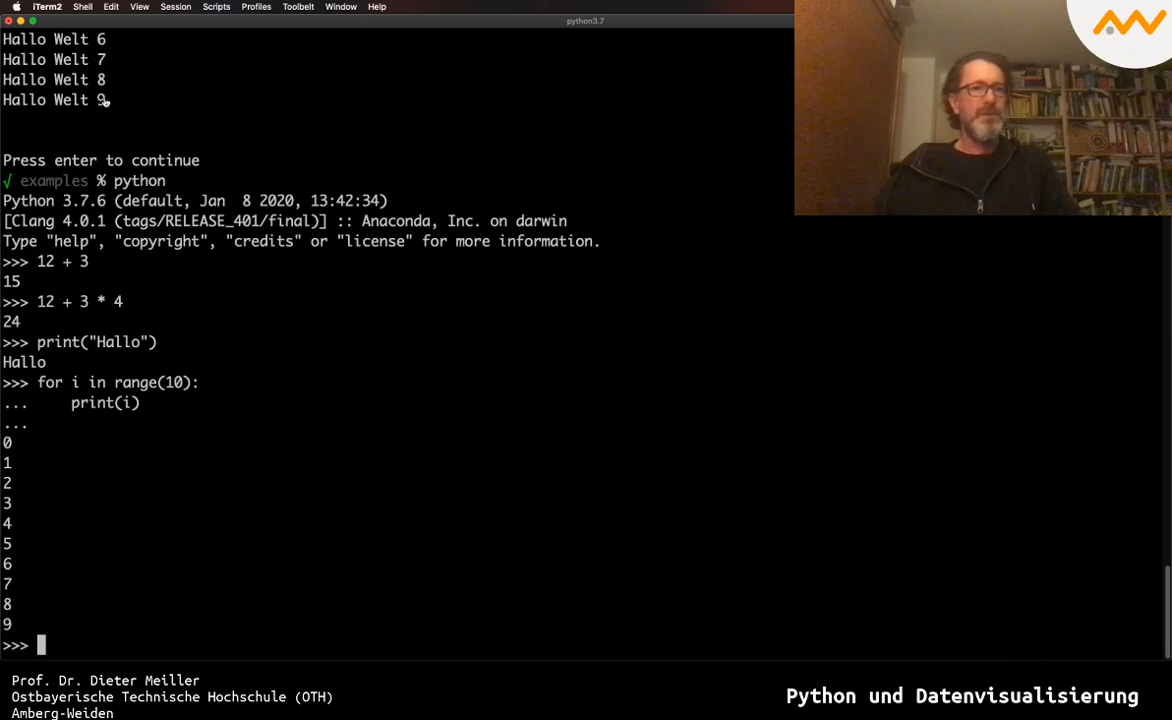 iTerm2 Shell Edit View Session Scripts Profiles Toolbelt Window Help
python3.7
Hallo Welt 6
Hallo Welt 7
Hallo Welt 8
Hallo Welt 9
Press enter to continue
√ examples % python
Python 3.7.6 (default, Jan  8 2020, 13:42:34)
[Clang 4.0.1 (tags/RELEASE_401/final)] :: Anaconda, Inc. on darwin
Type "help", "copyright", "credits" or "license" for more information.
>>> 12 + 3
15
>>> 12 + 3 * 4
24
>>> print("Hallo")
Hallo
>>> for i in range(10):
...     print(i)
...
0
1
2
3
4
5
6
7
8
9
>>>
Prof. Dr. Dieter Meiller
Ostbayerische Technische Hochschule (OTH)
Amberg-Weiden
Python und Datenvisualisierung